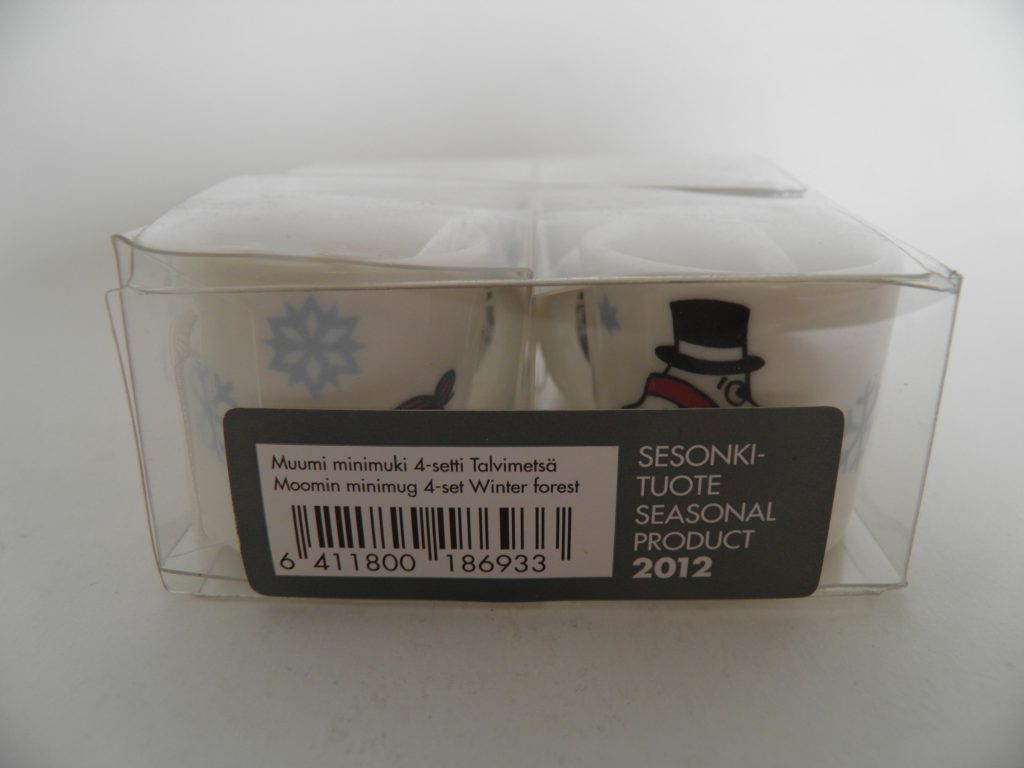 Muumi minimuki 4-setti Talvimetsä
Moomin minimug 4-set Winter forest
6 411800 186933
SESONKI-
TUOTE
SEASONAL
PRODUCT
2012